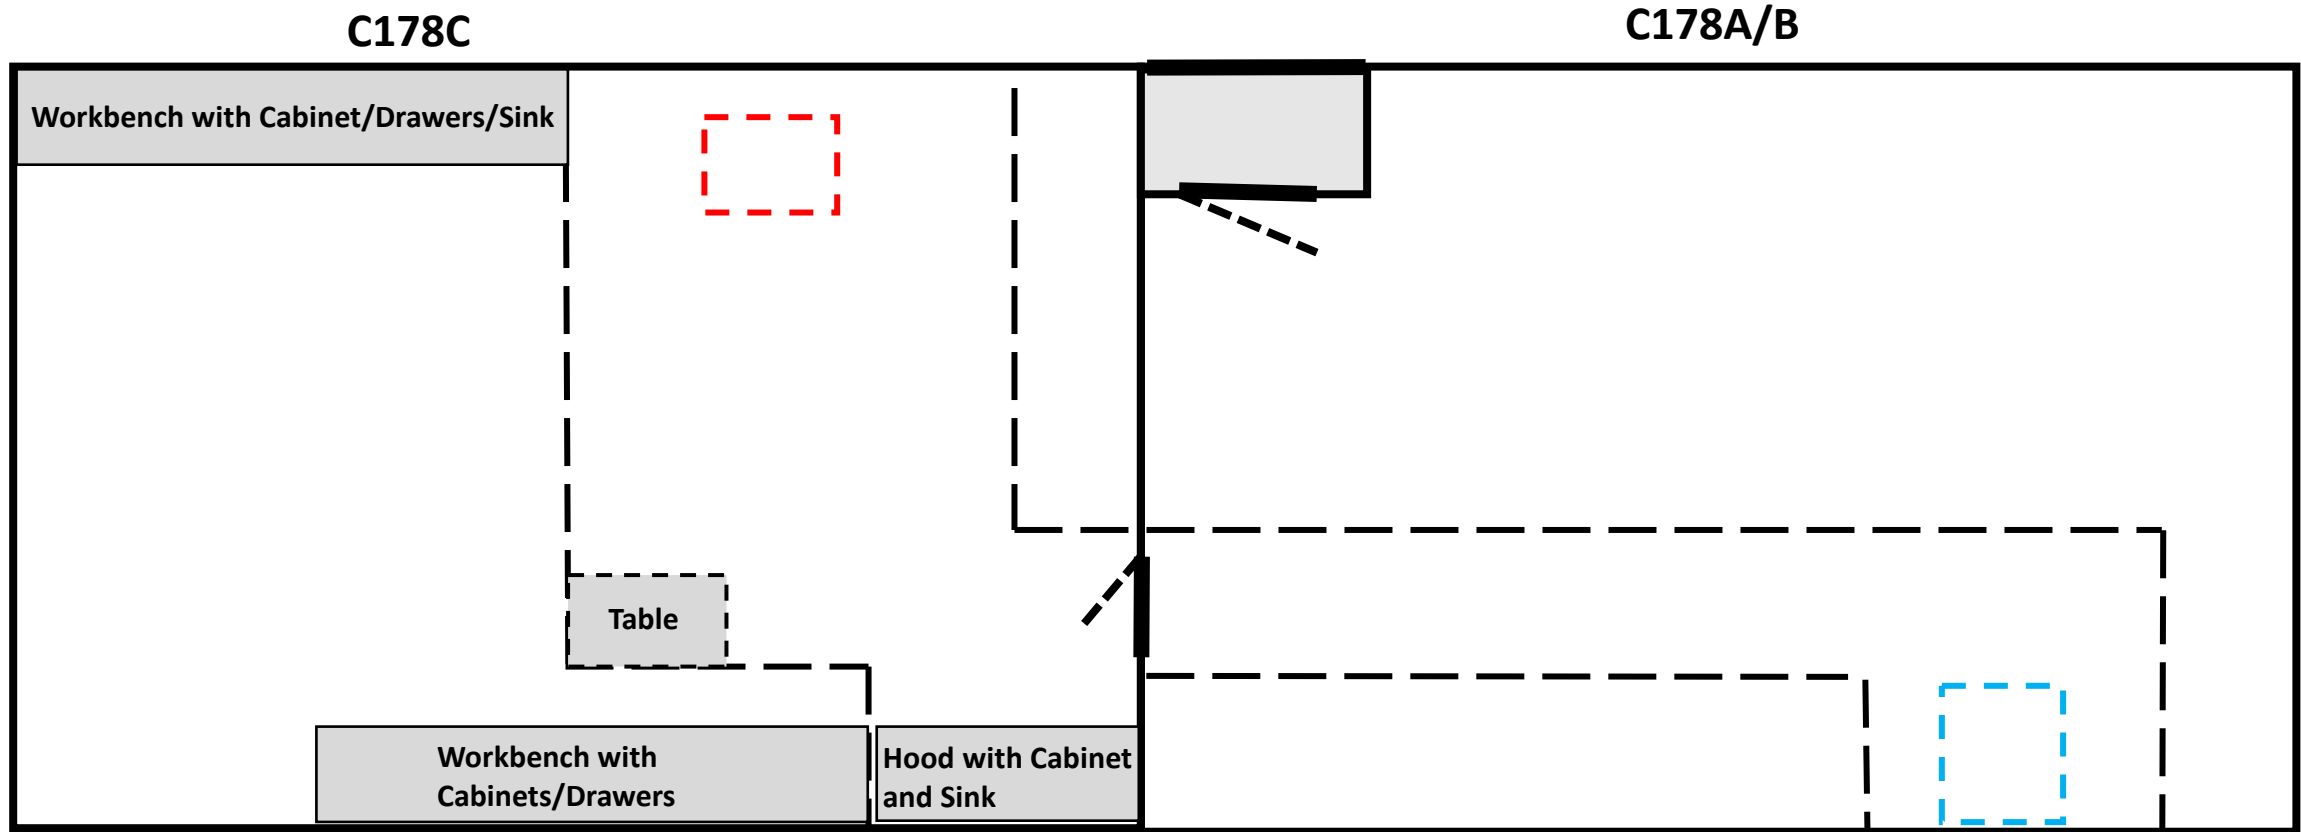 C178C
C178A/B
Workbench with Cabinet/Drawers/Sink
Table
Workbench with
Cabinets/Drawers
Hood with Cabinet
and Sink